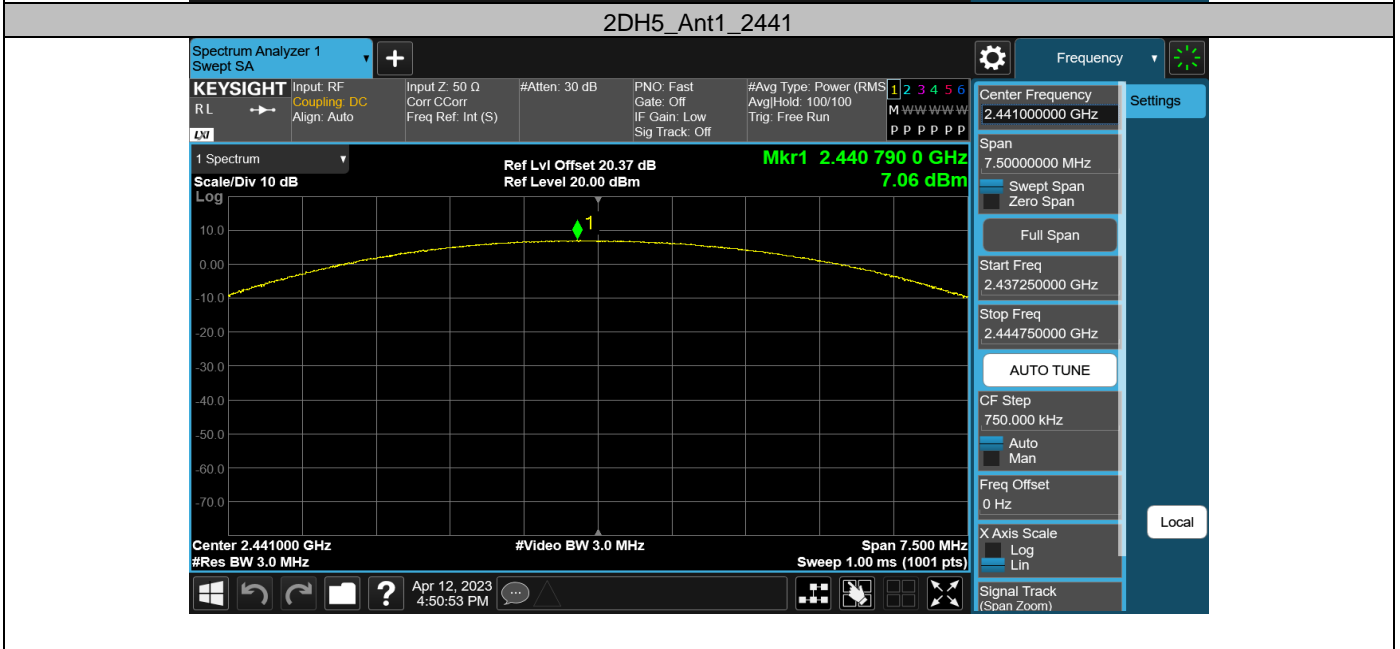 2DH5_Ant1_2441
Spectrum Analyzer 1
Swept SA
Frequency
KEYSIGHT
RL
LXI
Input: RF
Coupling: DC
Align: Auto
Input Z: 50 Ω
Corr CCorr
Freq Ref: Int (S)
#Atten: 30 dB
PNO: Fast
Gate: Off
IF Gain: Low
Sig Track: Off
#Avg Type: Power (RMS
Avg|Hold: 100/100
Trig: Free Run
1 2 3 4 5 6
M W W W W W
P P P P P P
1 Spectrum
Scale/Div 10 dB
Log
Ref Lvl Offset 20.37 dB
Ref Level 20.00 dBm
Mkr1 2.440 790 0 GHz
7.06 dBm
1
10.0
0.00
-10.0
-20.0
-30.0
-40.0
-50.0
-60.0
-70.0
Center 2.441000 GHz
#Res BW 3.0 MHz
#Video BW 3.0 MHz
Span 7.500 MHz
Sweep 1.00 ms (1001 pts)
Center Frequency
2.441000000 GHz
Settings
Span
7.50000000 MHz
Swept Span
Zero Span
Full Span
Start Freq
2.437250000 GHz
Stop Freq
2.444750000 GHz
AUTO TUNE
CF Step
750.000 kHz
Auto
Man
Freq Offset
0 Hz
X Axis Scale
Log
Lin
Local
Signal Track
(Span Zoom)
?
Apr 12, 2023
4:50:53 PM